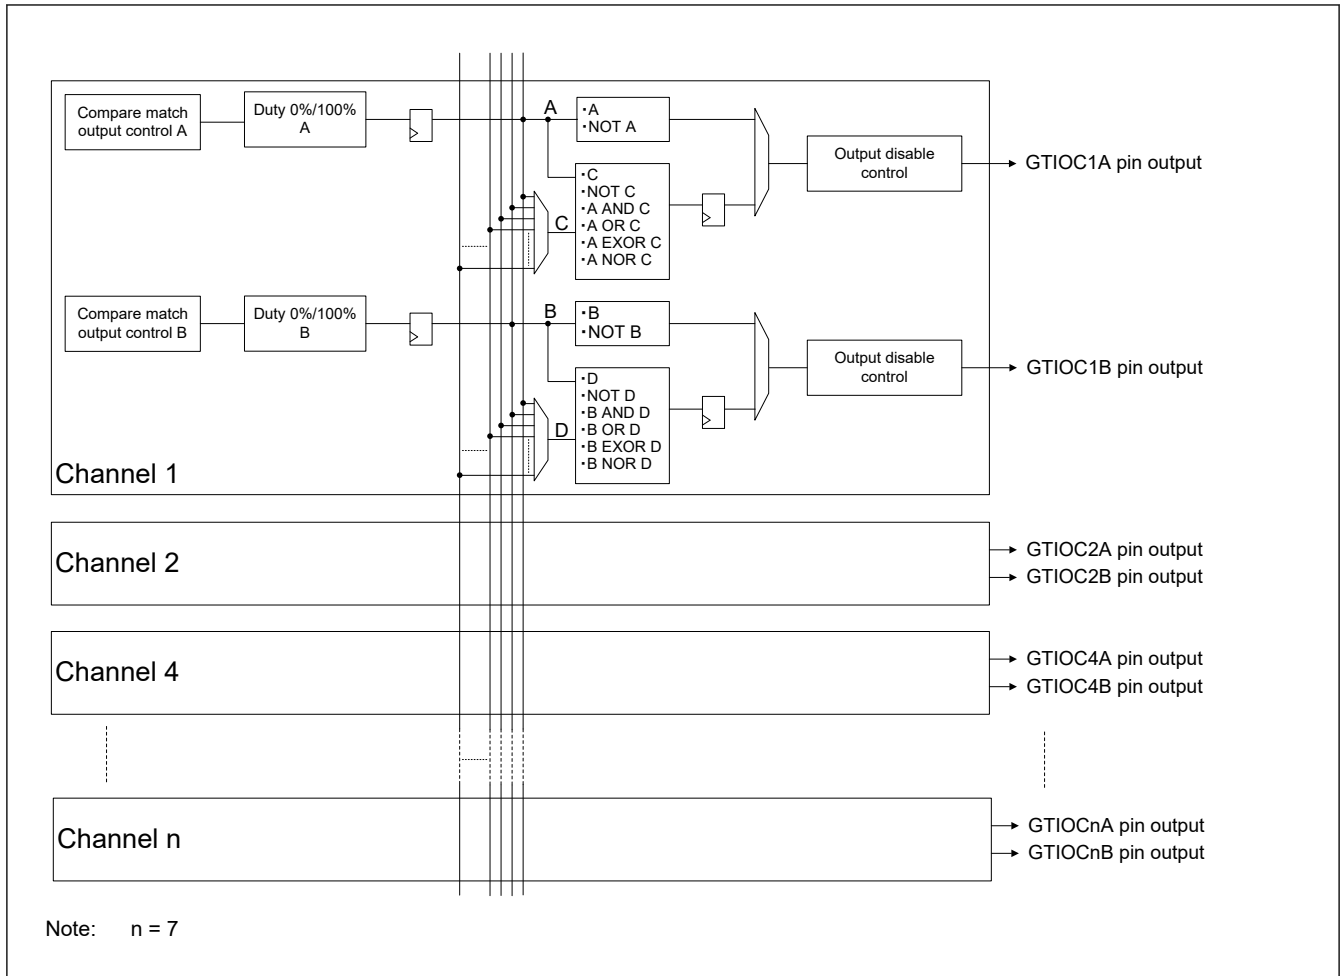 Compare match
output control A
Duty 0%/100%
A
A
·A
·NOT A
·C
·NOT C
·A AND C
·A OR C
·A EXOR C
·A NOR C
C
Output disable
control
GTIOC1A pin output
Compare match
output control B
Duty 0%/100%
B
B
·B
·NOT B
·D
·NOT D
·B AND D
·B OR D
·B EXOR D
·B NOR D
D
Output disable
control
GTIOC1B pin output
Channel 1
Channel 2
GTIOC2A pin output
GTIOC2B pin output
Channel 4
GTIOC4A pin output
GTIOC4B pin output
Channel n
GTIOCnA pin output
GTIOCnB pin output
Note: n = 7